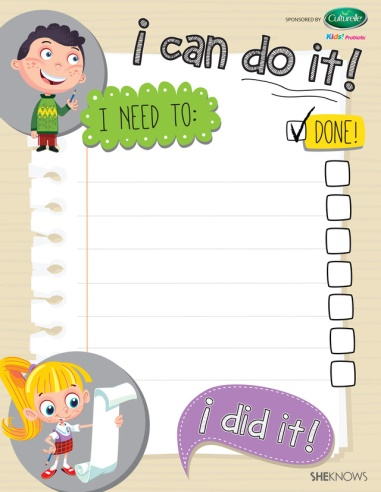 SPONSORED BY Culturelle
Kids! Probiotic
i can do it!
I NEED TO:
DONE!
i did it!
SHEKNOWS